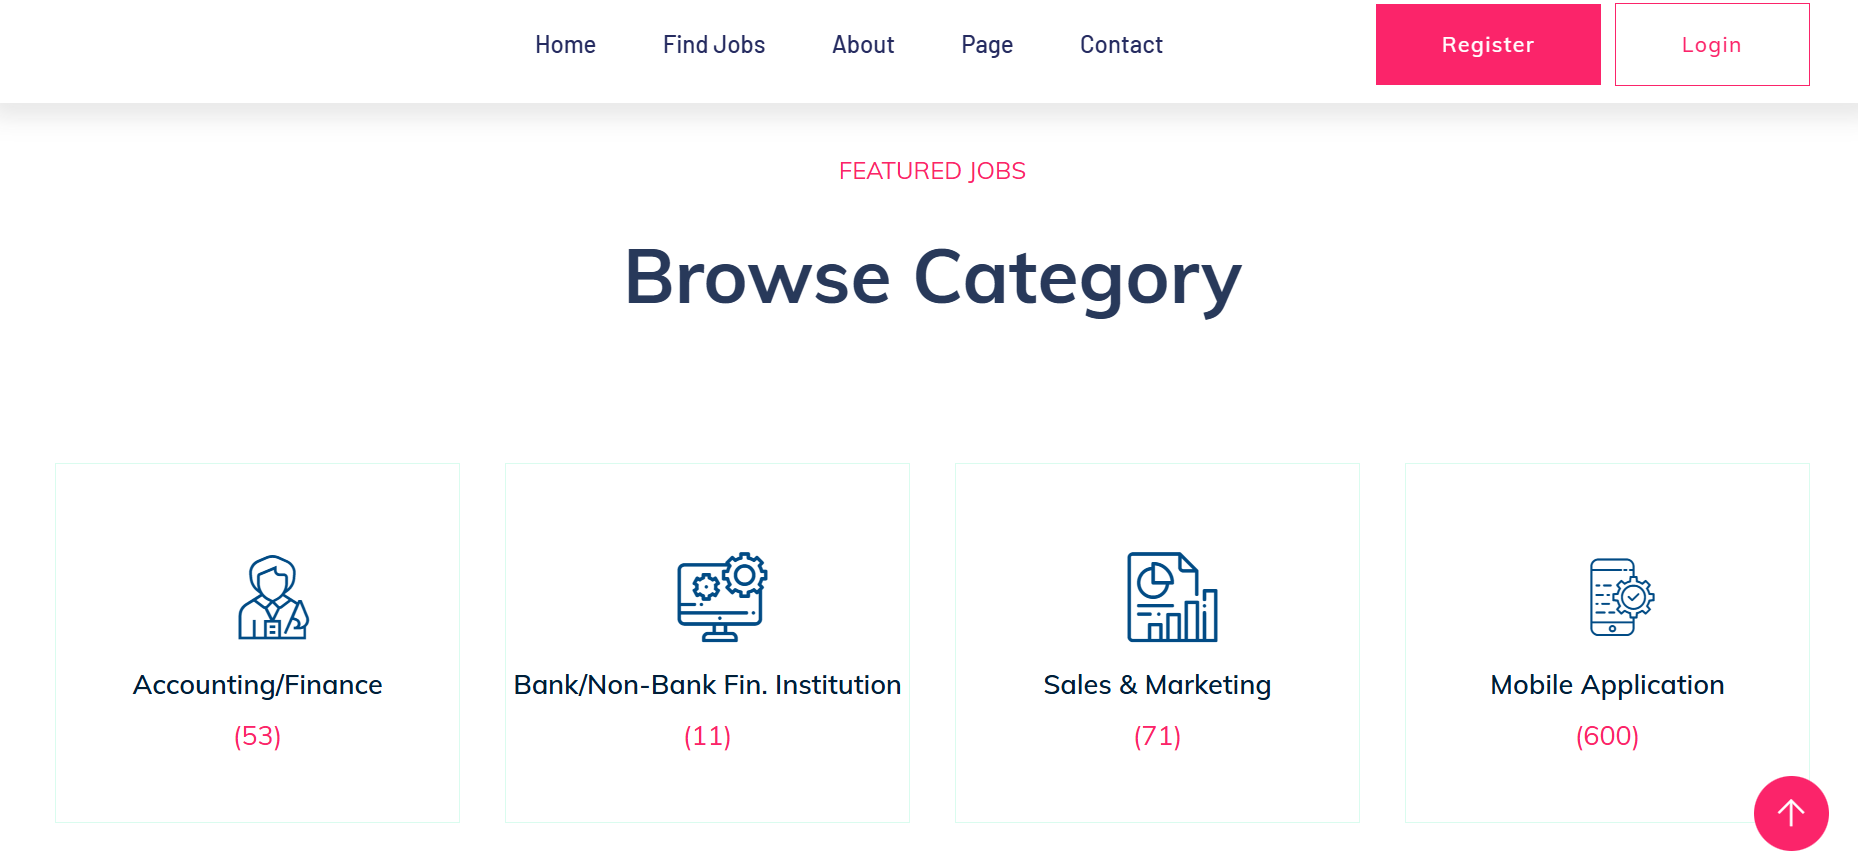 Home Find Jobs About Page Contact Register Login
FEATURED JOBS
Browse Category
Accounting/Finance
(53)
Bank/Non-Bank Fin. Institution
(11)
Sales & Marketing
(71)
Mobile Application
(600)